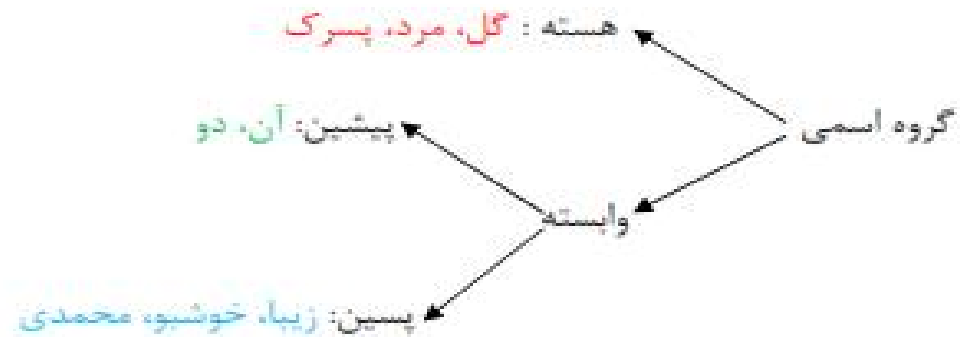 هسته : گل، مرد، پسرک
گروه اسمی
پیشین: آن، دو
وابسته
پسین: زیبا، خوشبو، محمدی